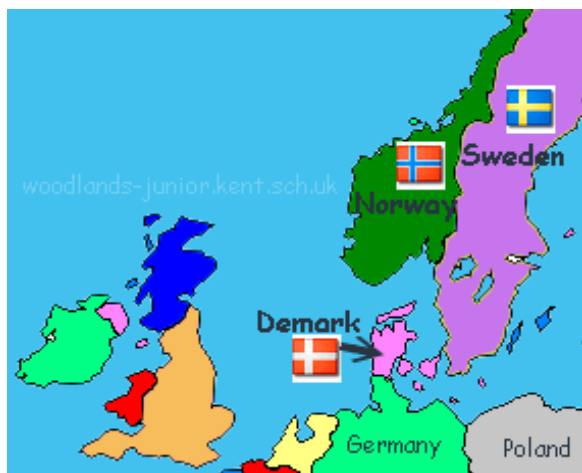 Sweden
woodlands-junior.kent.sch.uk
Norway
Demark
Germany
Poland